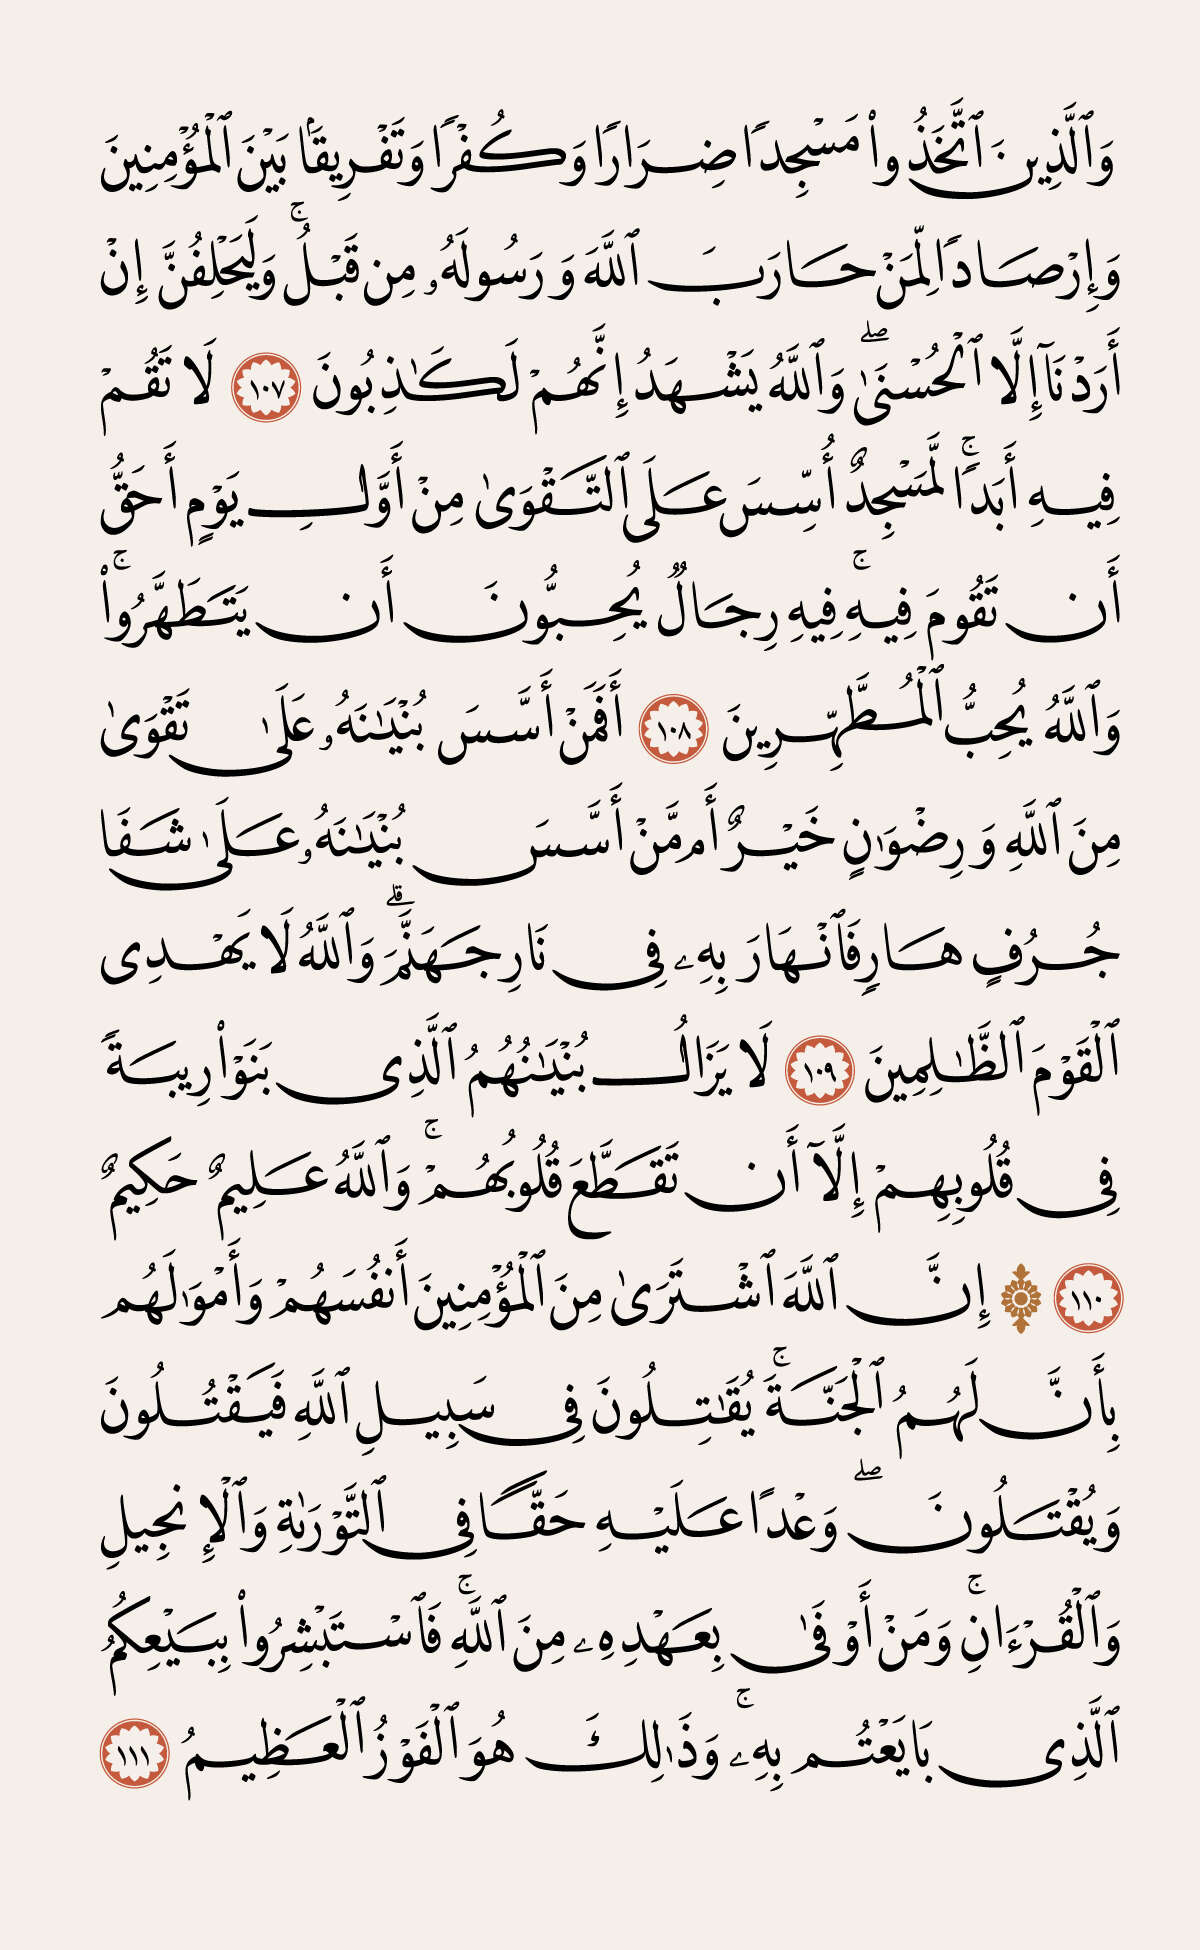 وَٱلَّذِينَ ٱتَّخَذُوا۟ مَسْجِدًا ضِرَارًا وَكُفْرًا وَتَفْرِيقًۢا بَيْنَ ٱلْمُؤْمِنِينَ
وَإِرْصَادًا لِّمَنْ حَارَبَ ٱللَّهَ وَرَسُولَهُۥ مِن قَبْلُ ۚ وَلَيَحْلِفُنَّ إِنْ
أَرَدْنَآ إِلَّا ٱلْحُسْنَىٰ ۖ وَٱللَّهُ يَشْهَدُ إِنَّهُمْ لَكَـٰذِبُونَ ١٠٧ لَا تَقُمْ
فِيهِ أَبَدًا ۚ لَّمَسْجِدٌ أُسِّسَ عَلَى ٱلتَّقْوَىٰ مِنْ أَوَّلِ يَوْمٍ أَحَقُّ
أَن تَقُومَ فِيهِ ۚ فِيهِ رِجَالٌ يُحِبُّونَ أَن يَتَطَهَّرُوا۟ ۚ
وَٱللَّهُ يُحِبُّ ٱلْمُطَّهِّرِينَ ١٠٨ أَفَمَنْ أَسَّسَ بُنْيَـٰنَهُۥ عَلَىٰ تَقْوَىٰ
مِنَ ٱللَّهِ وَرِضْوَٰنٍ خَيْرٌ أَم مَّنْ أَسَّسَ بُنْيَـٰنَهُۥ عَلَىٰ شَفَا
جُرُفٍ هَارٍ فَٱنْهَارَ بِهِۦ فِى نَارِ جَهَنَّمَ ۗ وَٱللَّهُ لَا يَهْدِى
ٱلْقَوْمَ ٱلظَّـٰلِمِينَ ١٠٩ لَا يَزَالُ بُنْيَـٰنُهُمُ ٱلَّذِى بَنَوْا۟ رِيبَةً
فِى قُلُوبِهِمْ إِلَّآ أَن تَقَطَّعَ قُلُوبُهُمْ ۚ وَٱللَّهُ عَلِيمٌ حَكِيمٌ
١١٠ ۞ إِنَّ ٱللَّهَ ٱشْتَرَىٰ مِنَ ٱلْمُؤْمِنِينَ أَنفُسَهُمْ وَأَمْوَٰلَهُم
بِأَنَّ لَهُمُ ٱلْجَنَّةَ ۚ يُقَـٰتِلُونَ فِى سَبِيلِ ٱللَّهِ فَيَقْتُلُونَ
وَيُقْتَلُونَ ۖ وَعْدًا عَلَيْهِ حَقًّا فِى ٱلتَّوْرَىٰةِ وَٱلْإِنجِيلِ
وَٱلْقُرْءَانِ ۚ وَمَنْ أَوْفَىٰ بِعَهْدِهِۦ مِنَ ٱللَّهِ ۚ فَٱسْتَبْشِرُوا۟ بِبَيْعِكُمُ
ٱلَّذِى بَايَعْتُم بِهِۦ ۚ وَذَٰلِكَ هُوَ ٱلْفَوْزُ ٱلْعَظِيمُ ١١١